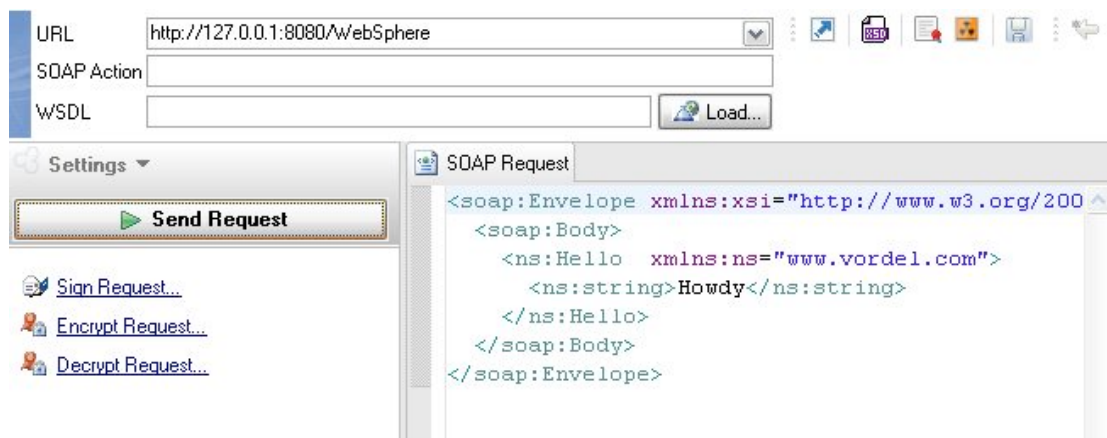 URL http://127.0.0.1:8080/WebSphere
XSD
SOAP Action
WSDL Load...
Settings
SOAP Request
Send Request
Sign Request...
Encrypt Request...
Decrypt Request...
<soap:Envelope xmlns:xsi="http://www.w3.org/200
<soap:Body>
<ns:Hello  xmlns:ns="www.vordel.com">
<ns:string>Howdy</ns:string>
</ns:Hello>
</soap:Body>
</soap:Envelope>